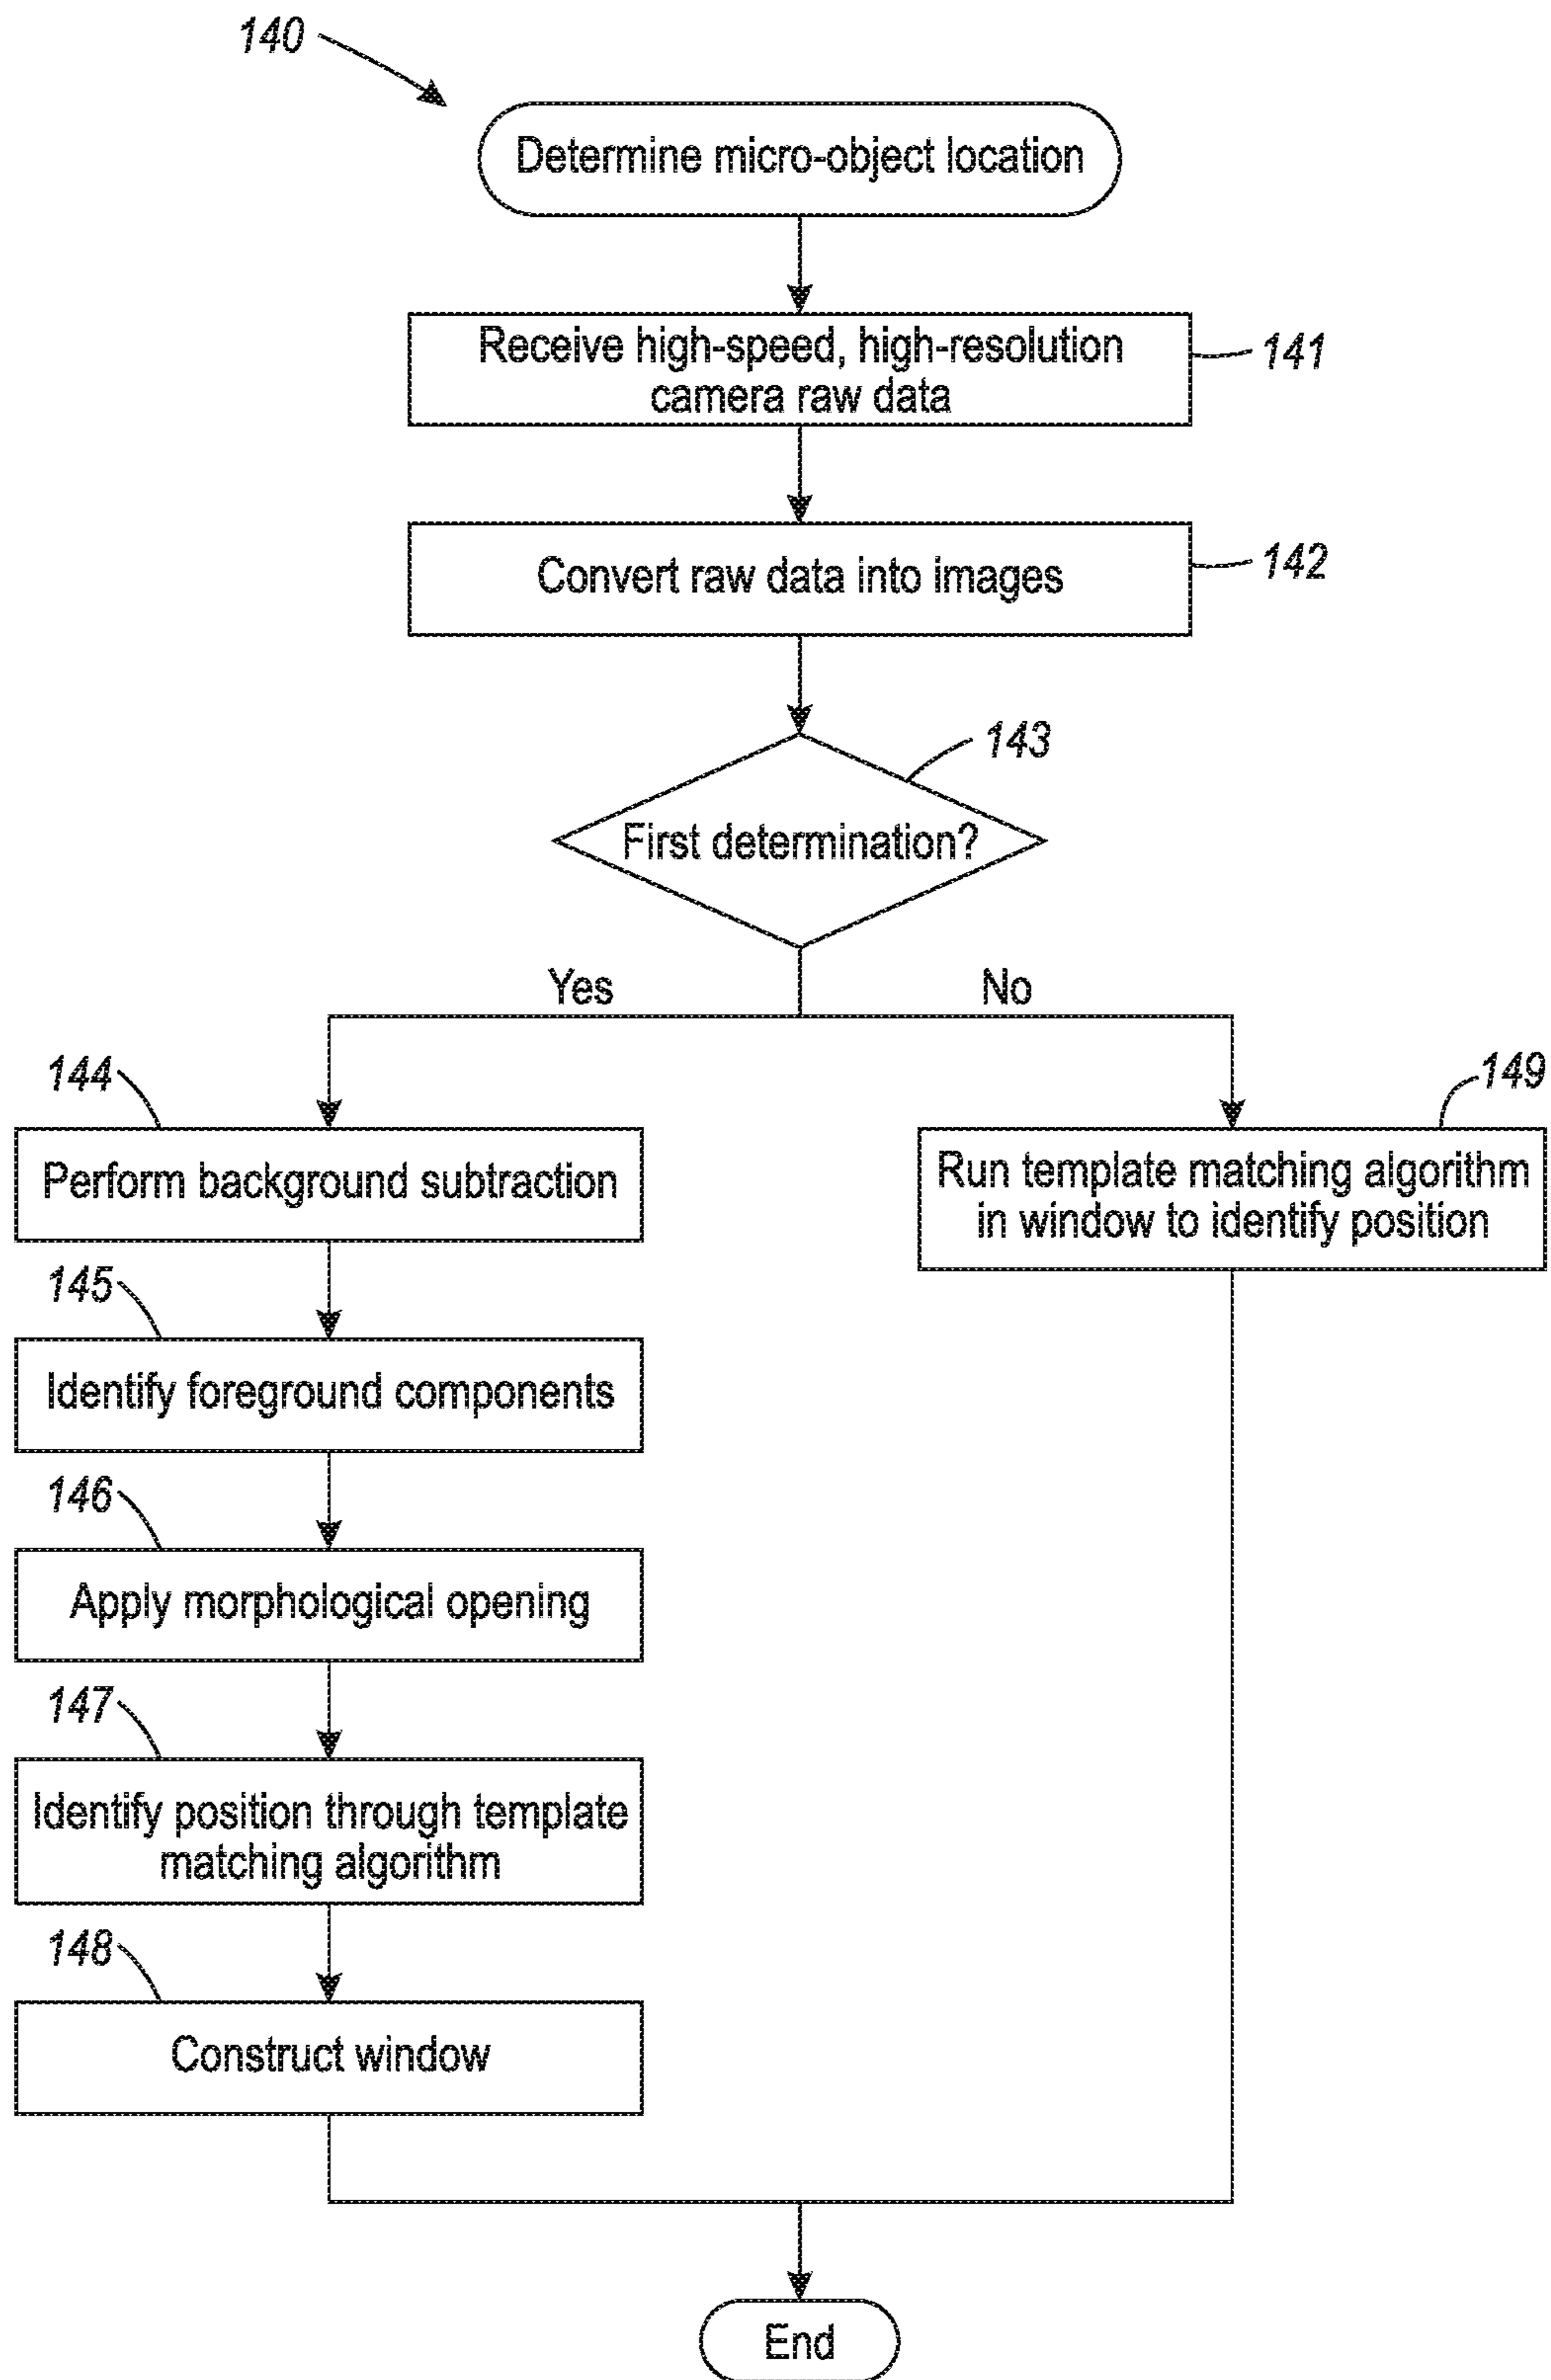 140
Determine micro-object location
Receive high-speed, high-resolution
camera raw data
141
Convert raw data into images
142
143
First determination?
Yes
No
144
Perform background subtraction
149
Run template matching algorithm
in window to identify position
145
Identify foreground components
146
Apply morphological opening
147
Identify position through template
matching algorithm
148
Construct window
End